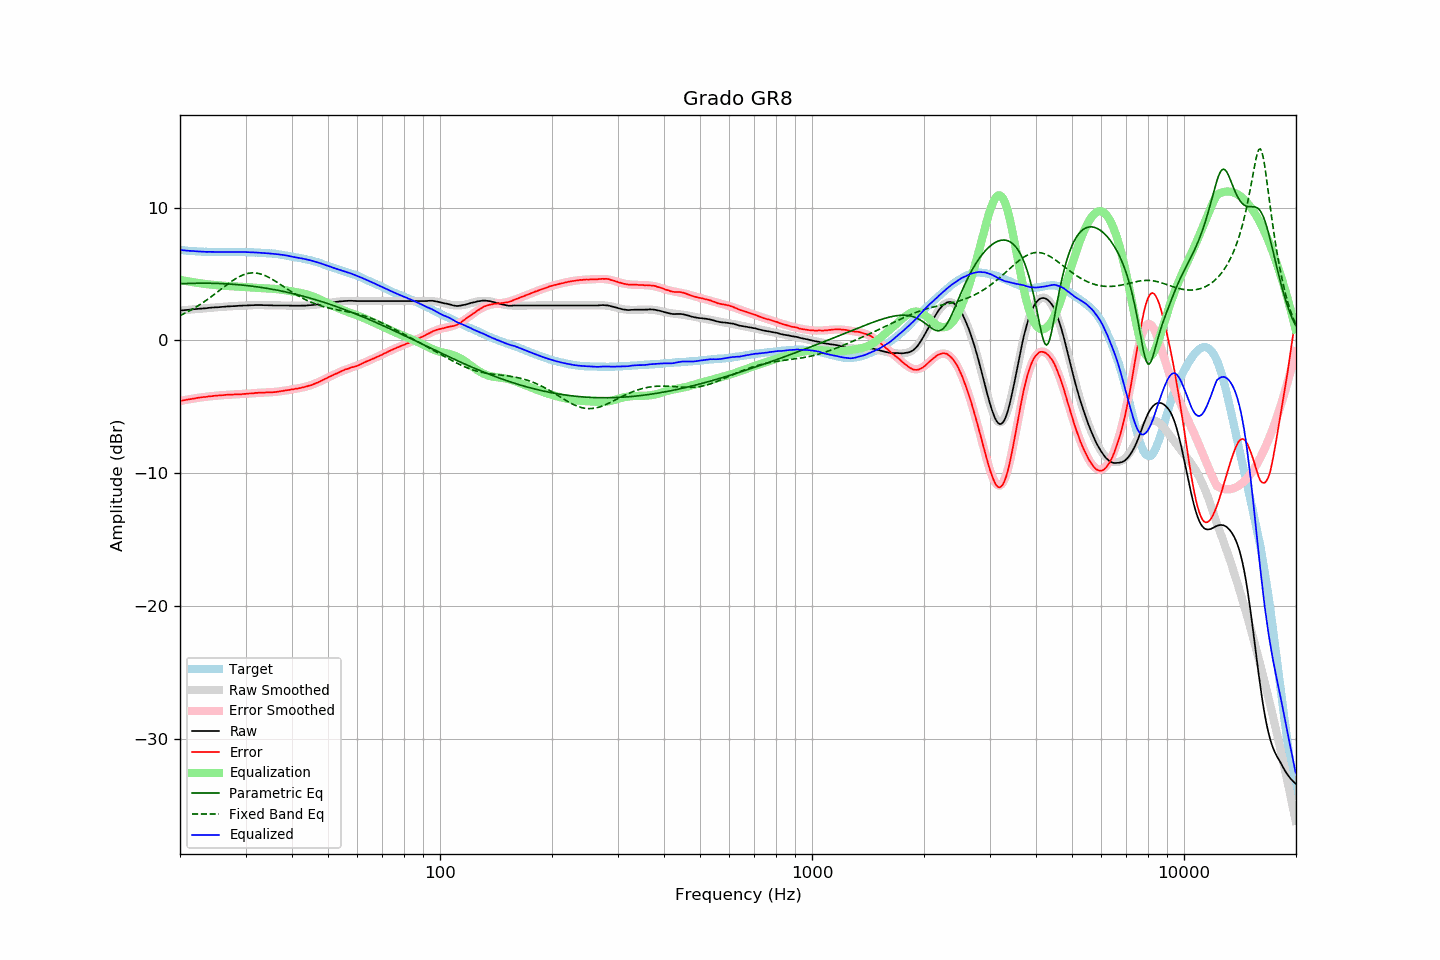 Grado GR8
Amplitude (dBr)
10
0
−10
−20
−30
Target
Raw Smoothed
Error Smoothed
Raw
Error
Equalization
Parametric Eq
Fixed Band Eq
Equalized
100
1000
10000
Frequency (Hz)